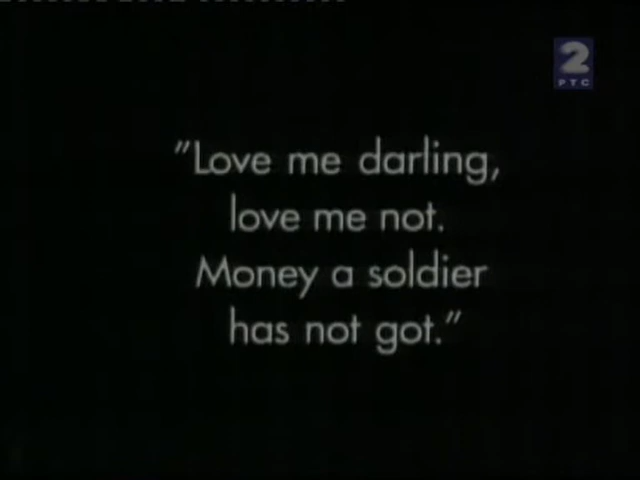 2
РТС
"Love me darling,
love me not.
Money a soldier
has not got."